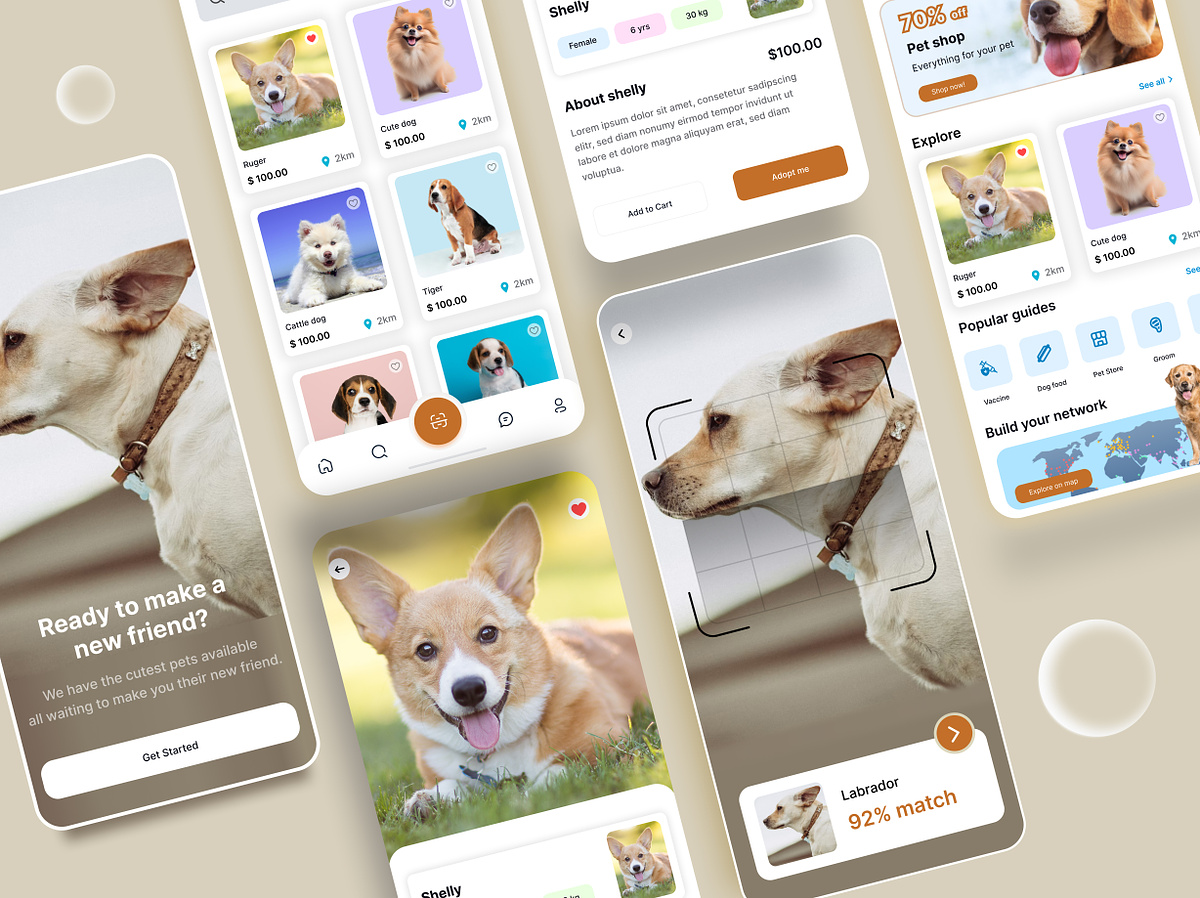 Ready to make a
new friend?
We have the cutest pets available
all waiting to make you their new friend.
Get Started
Ruger
$ 100.00
2km
Cute dog
$ 100.00
2km
Cattle dog
$ 100.00
2km
Tiger
$ 100.00
2km
Shelly
Shelly
Female
6 yrs
30 kg
$100.00
About shelly
Lorem ipsum dolor sit amet, consetetur sadipscing
elitr, sed diam nonumy eirmod tempor invidunt ut
labore et dolore magna aliquyam erat, sed diam
voluptua.
Add to Cart
Adopt me
Labrador
92% match
70% off
Pet shop
Everything for your pet
Shop now!
See all
Explore
Ruger
$ 100.00
2km
Cute dog
$ 100.00
2km
See
Popular guides
Vaccine
Dog food
Pet Store
Groom
Build your network
Explore on map